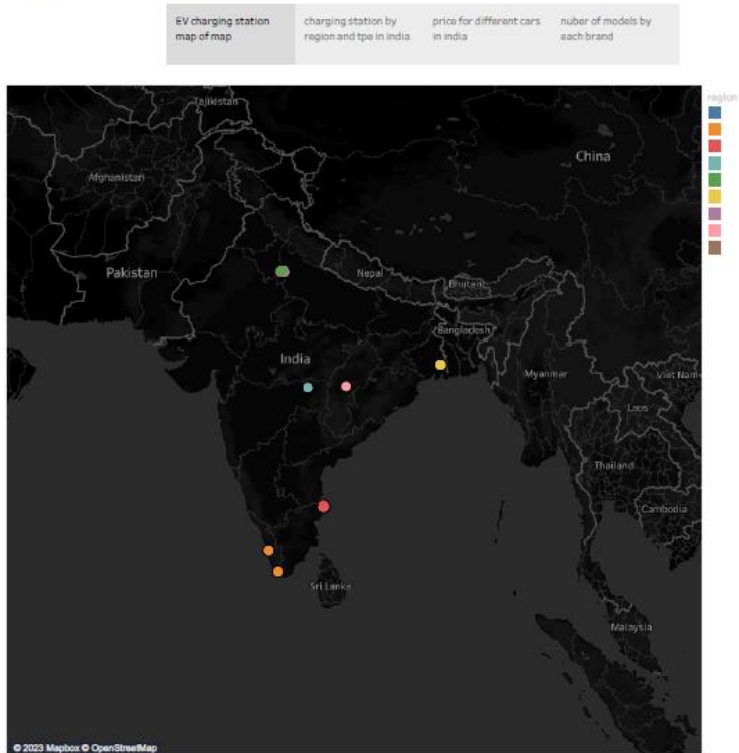 EV charging station
map of map
charging station by
region and tpe in india
price for different cars
in india
nuber of models by
each brand
region
Tajikistan
China
Afghanistan
Pakistan
Nepal
Bhutan
Bangladesh
India
Myanmar
Viet Nam
Laos
Thailand
Cambodia
Sri Lanka
Malaysia
© 2023 Mapbox © OpenStreetMap